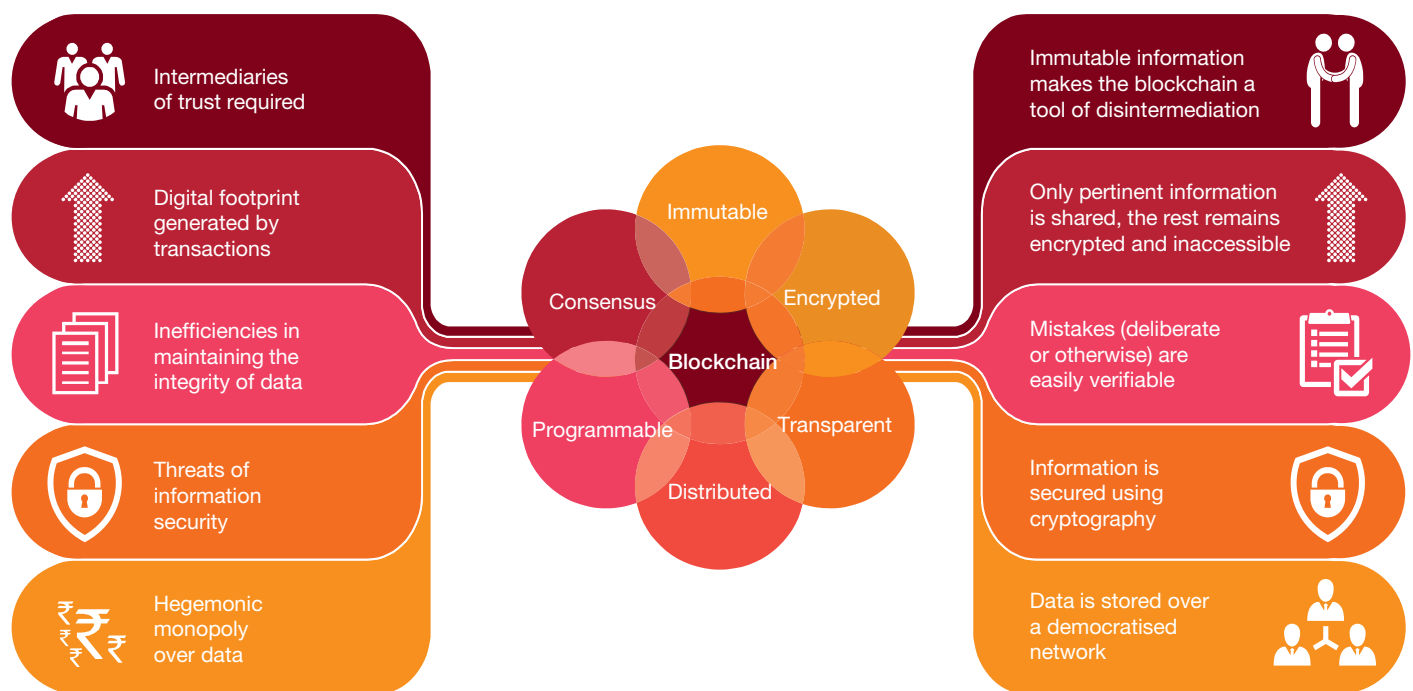 Intermediaries
of trust required
Digital footprint
generated by
transactions
Inefficiencies in
maintaining the
integrity of data
Threats of
information
security
Hegemonic
monopoly
over data
₹
₹
₹
₹
₹
₹
Immutable
Consensus
Encrypted
Blockchain
Programmable
Transparent
Distributed
Immutable information
makes the blockchain a
tool of disintermediation
Only pertinent information
is shared, the rest remains
encrypted and inaccessible
Mistakes (deliberate
or otherwise) are
easily verifiable
Information is
secured using
cryptography
Data is stored over
a democratised
network